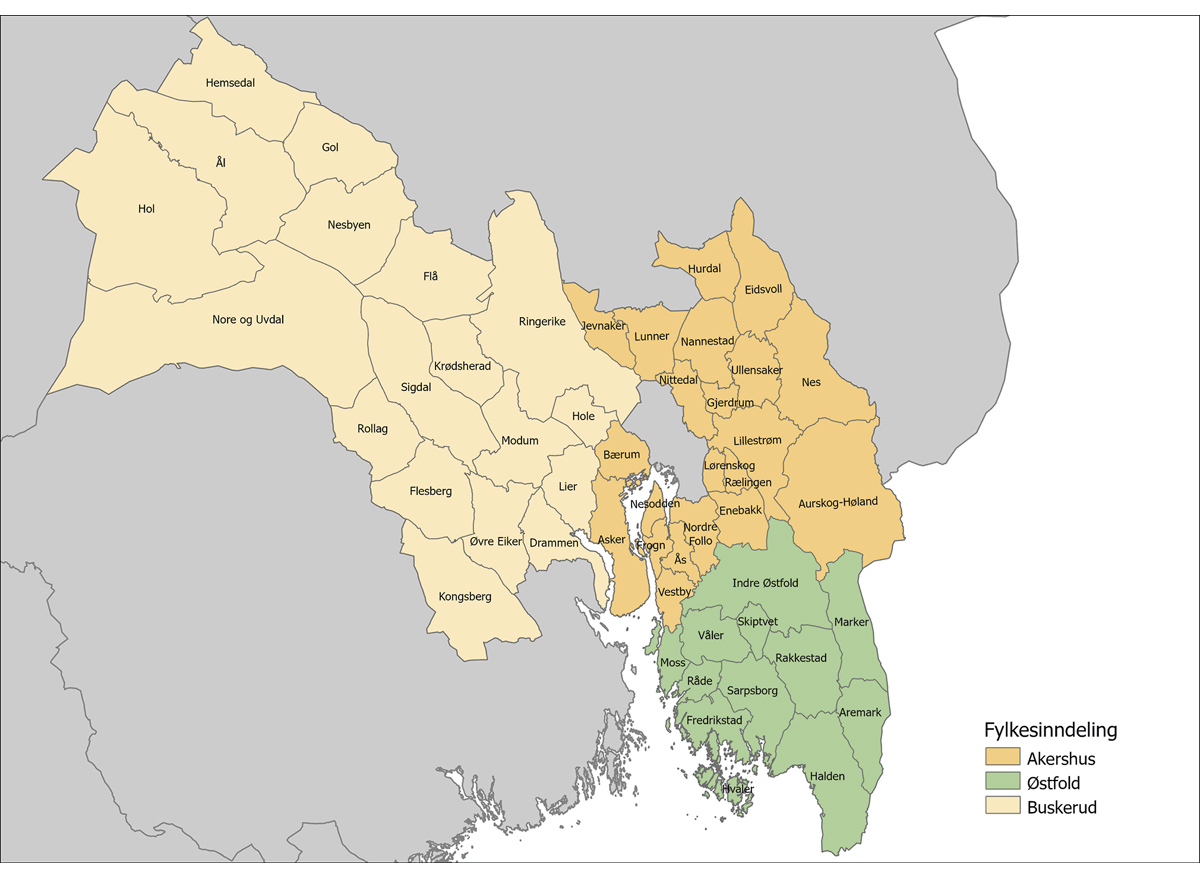 Hemsedal
Gol
Ål
Hol
Nesbyen
Flå
Hurdal
Eidsvoll
Nore og Uvdal
Ringerike
Jevnaker
Lunner
Nannestad
Krødsherad
Ullensaker
Nittedal
Nes
Sigdal
Gjerdrum
Hole
Rollag
Modum
Lillestrøm
Bærum
Lørenskog
Rælingen
Lier
Flesberg
Nesodden
Aurskog-Høland
Enebakk
Nordre
Follo
Øvre Eiker
Drammen
Asker
Frogn
Ås
Indre Østfold
Vestby
Kongsberg
Skiptvet
Marker
Våler
Rakkestad
Moss
Råde
Sarpsborg
Aremark
Fredrikstad
Halden
Hvaler
Fylkesinndeling
Akershus
Østfold
Buskerud